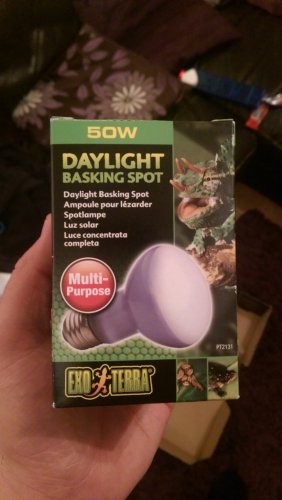 50W
DAYLIGHT
BASKING SPOT
Daylight Basking Spot
Ampoule pour lézarder
Spotlampe
Luz solar
Luce concentrata
completa
Multi-
Purpose
PT2131
EXO TERRA